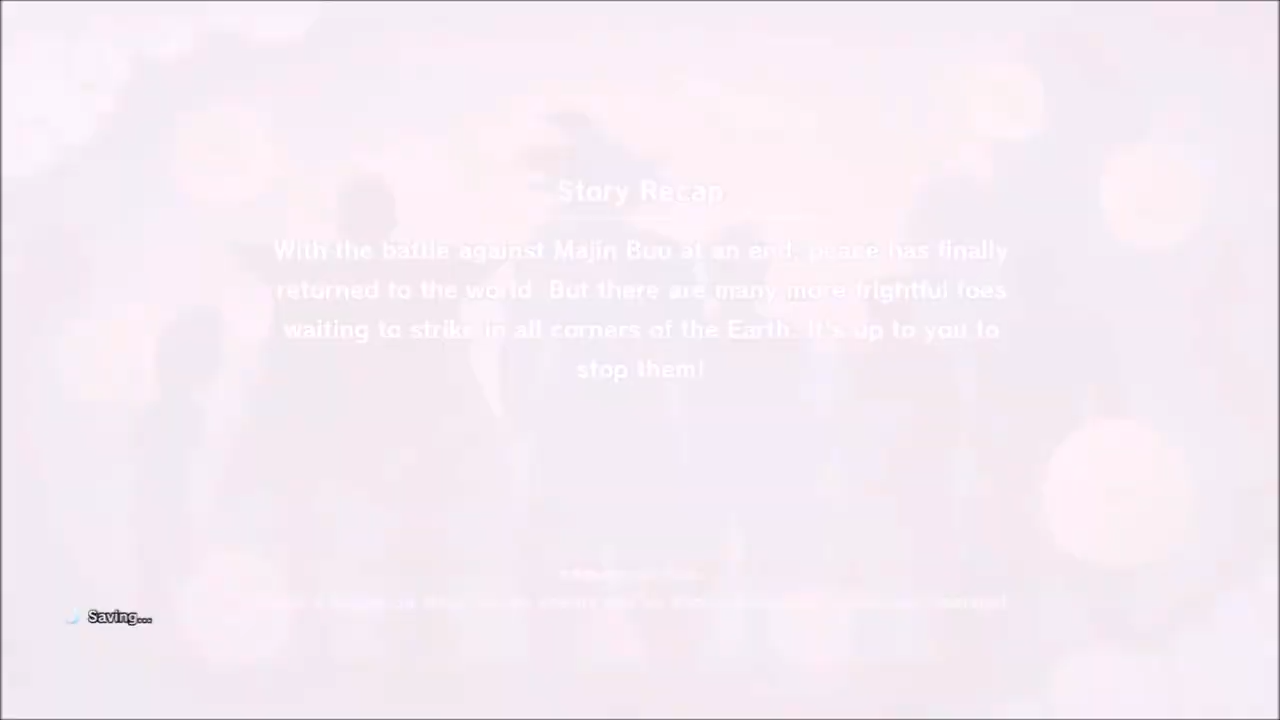 Story Recap
With the battle against Majin Buu at an end, peace has finally
returned to the world. But there are many more frightful foes
waiting to strike in all corners of the Earth. It's up to you to
stop them!
Saving...